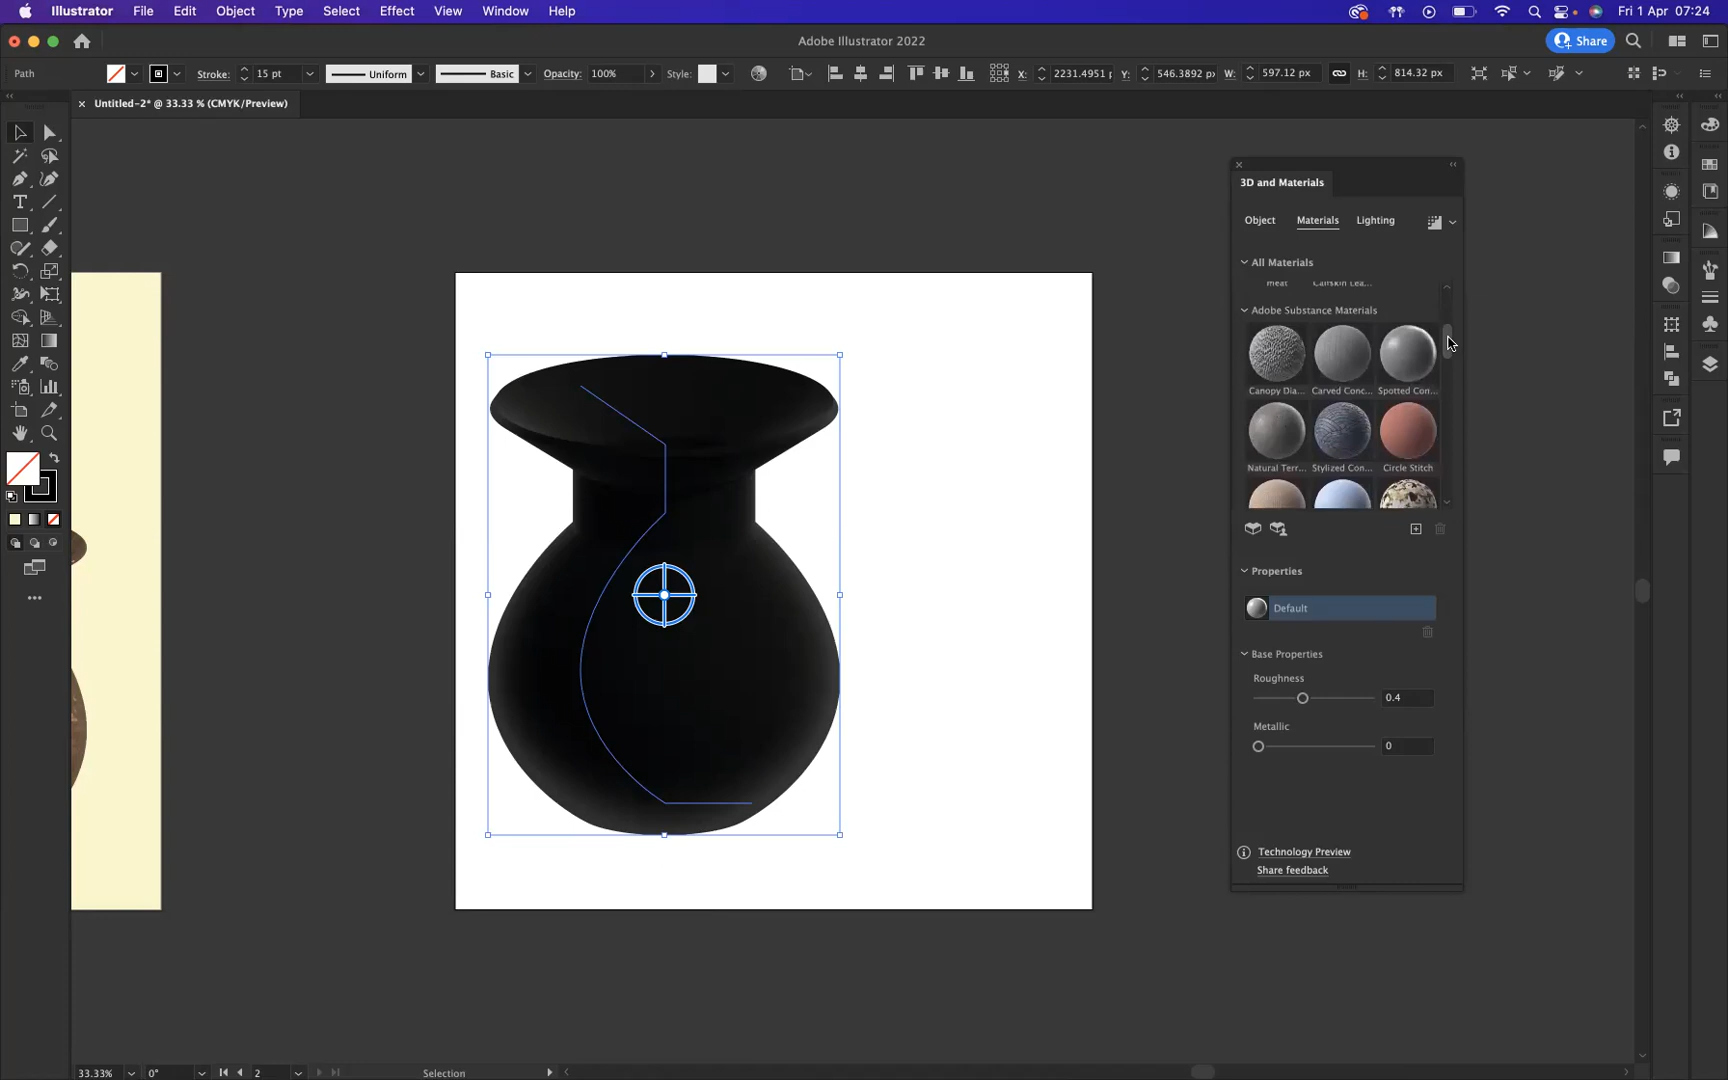 Illustrator File Edit Object Type Select Effect View Window Help Fri 1 Apr 07:24
Adobe Illustrator 2022 Share
Path Stroke: 15 pt Uniform Basic Opacity: 100% Style: X: 2231.4951 p Y: 546.3892 px W: 597.12 px H: 814.32 px
Untitled-2* @ 33.33 % (CMYK/Preview)
3D and Materials
Object Materials Lighting
All Materials
meat Calfskin Lea...
Adobe Substance Materials
Canopy Dia... Carved Conc... Spotted Con...
Natural Terr... Stylized Con... Circle Stitch
Properties
Default
Base Properties
Roughness
0.4
Metallic
0
Technology Preview
Share feedback
33.33% 0° 2 Selection